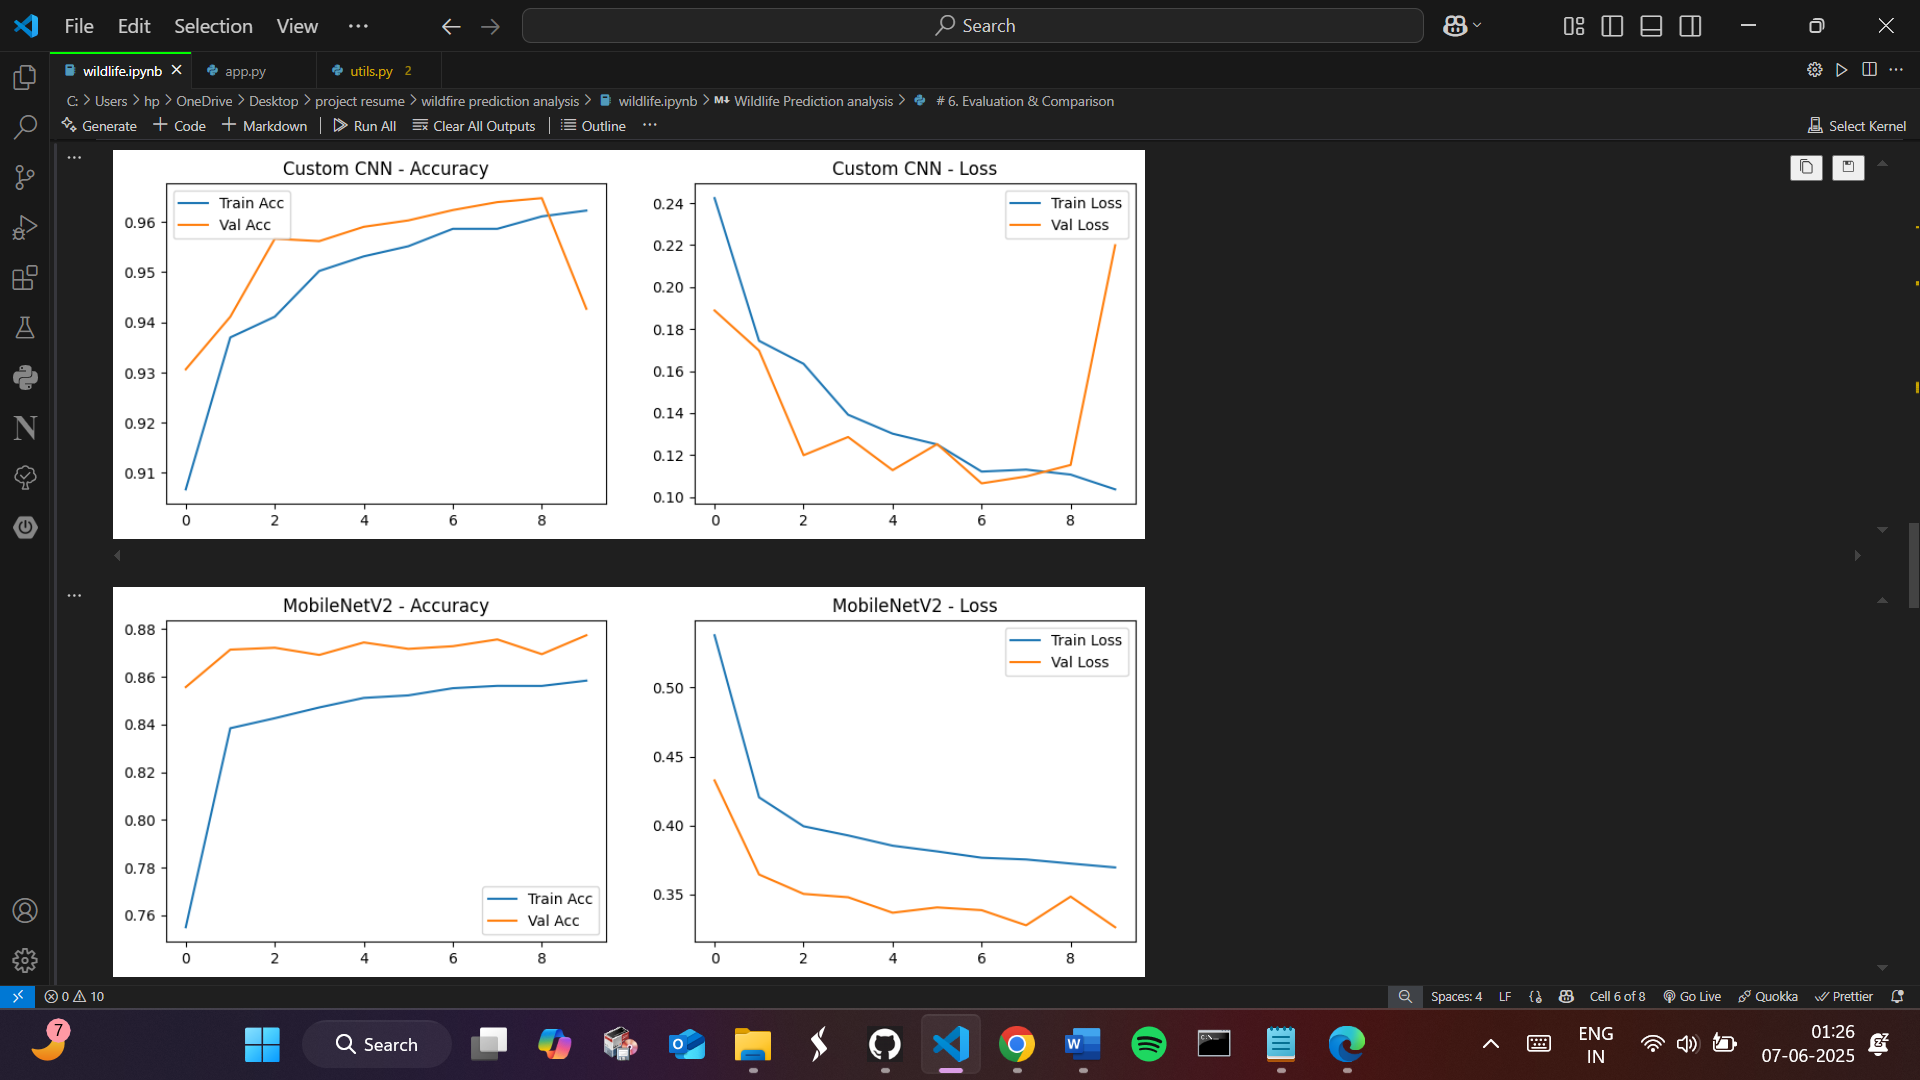 File Edit Selection View ...
Search
wildlife.ipynb
app.py
utils.py 2
C: > Users > hp > OneDrive > Desktop > project resume > wildfire prediction analysis > wildlife.ipynb > M↓ Wildlife Prediction analysis > # 6. Evaluation & Comparison
Generate + Code + Markdown | Run All Clear All Outputs | Outline ...
Select Kernel
Custom CNN - Accuracy
Train Acc
Val Acc
0.96
0.95
0.94
0.93
0.92
0.91
0 2 4 6 8
Custom CNN - Loss
Train Loss
Val Loss
0.24
0.22
0.20
0.18
0.16
0.14
0.12
0.10
0 2 4 6 8
MobileNetV2 - Accuracy
0.88
0.86
0.84
0.82
0.80
0.78
0.76
Train Acc
Val Acc
0 2 4 6 8
MobileNetV2 - Loss
Train Loss
Val Loss
0.50
0.45
0.40
0.35
0 2 4 6 8
0 10
Spaces: 4 LF Cell 6 of 8 Go Live Quokka Prettier
7
Search
ENG
IN
01:26
07-06-2025